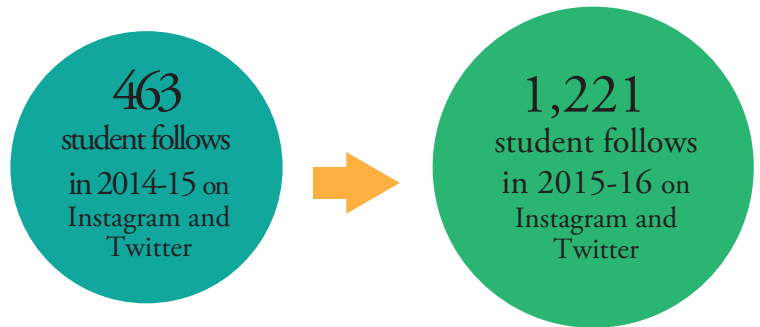 463
student follows
in 2014-15 on
Instagram and
Twitter
1,221
student follows
in 2015-16 on
Instagram and
Twitter